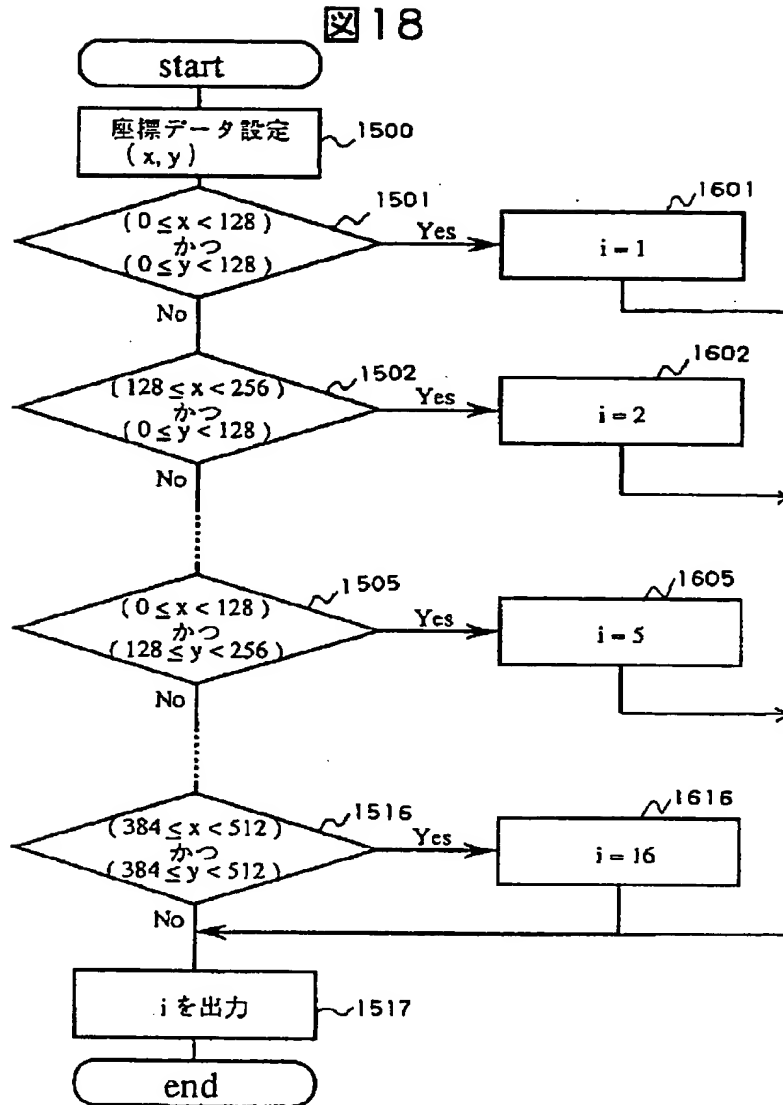 図18
start
座標データ設定
(x, y)
1500
(0≤x<128)
かつ
(0≤y<128)
1501
Yes
1601
i=1
No
(128≤x<256)
かつ
(0≤y<128)
1502
Yes
1602
i=2
No
(0≤x<128)
かつ
(128≤y<256)
1505
Yes
1605
i=5
No
(384≤x<512)
かつ
(384≤y<512)
1516
Yes
1616
i=16
No
iを出力
1517
end